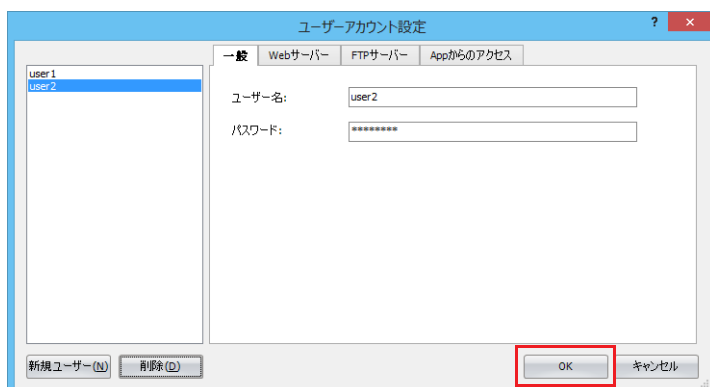 ユーザーアカウント設定
?
×
一般 Webサーバー FTPサーバー Appからのアクセス
user1
user2
ユーザー名: user2
パスワード: ********
新規ユーザー(N) 削除(D) OK キャンセル